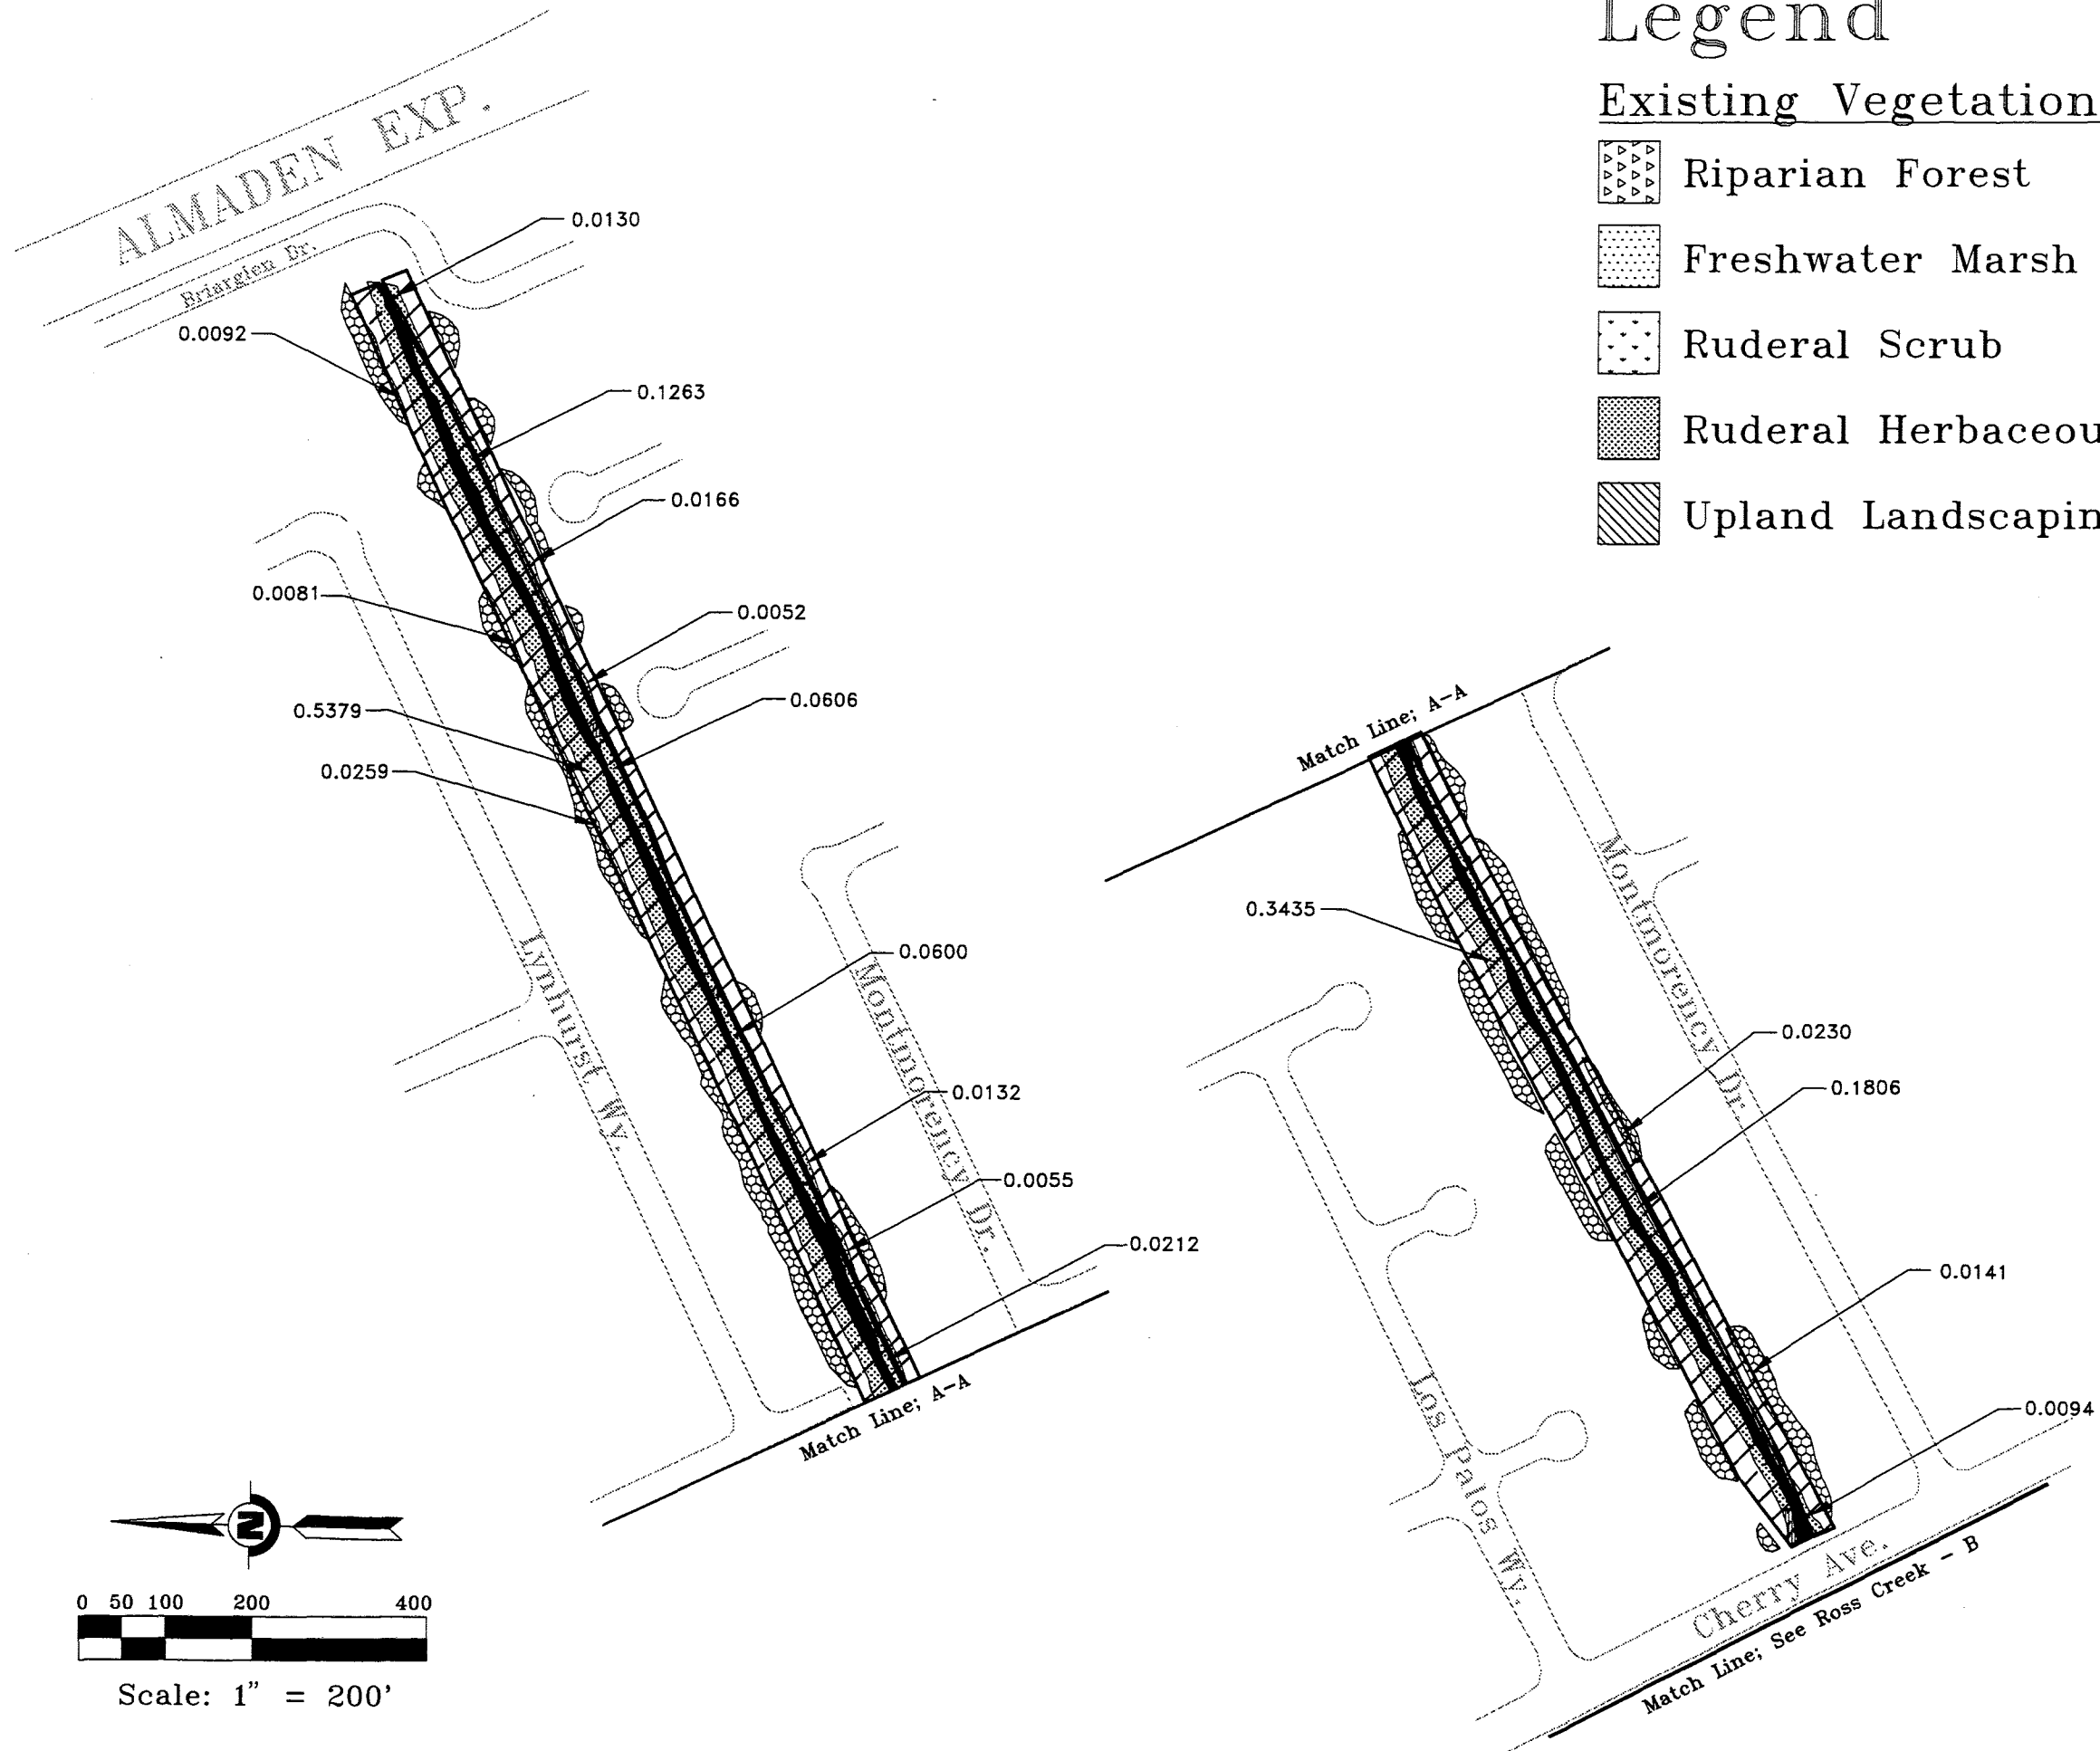 Legend
Existing Vegetation
Riparian Forest
Freshwater Marsh
Ruderal Scrub
Ruderal Herbaceou
Upland Landscapin
ALMADEN EXP.
Briarglen Dr.
0.0130
0.0092
0.1263
0.0166
0.0081
0.0052
0.5379
0.0606
0.0259
0.0600
0.0132
0.0055
0.0212
Lynhurst Wy.
Montmorency Dr.
Match Line; A-A
Match Line; A-A
0.3435
0.0230
0.1806
0.0141
0.0094
Montmorency Dr.
Los Palos Wy.
Cherry Ave.
Match Line; See Ross Creek - B
N
0 50 100 200 400
Scale: 1" = 200'